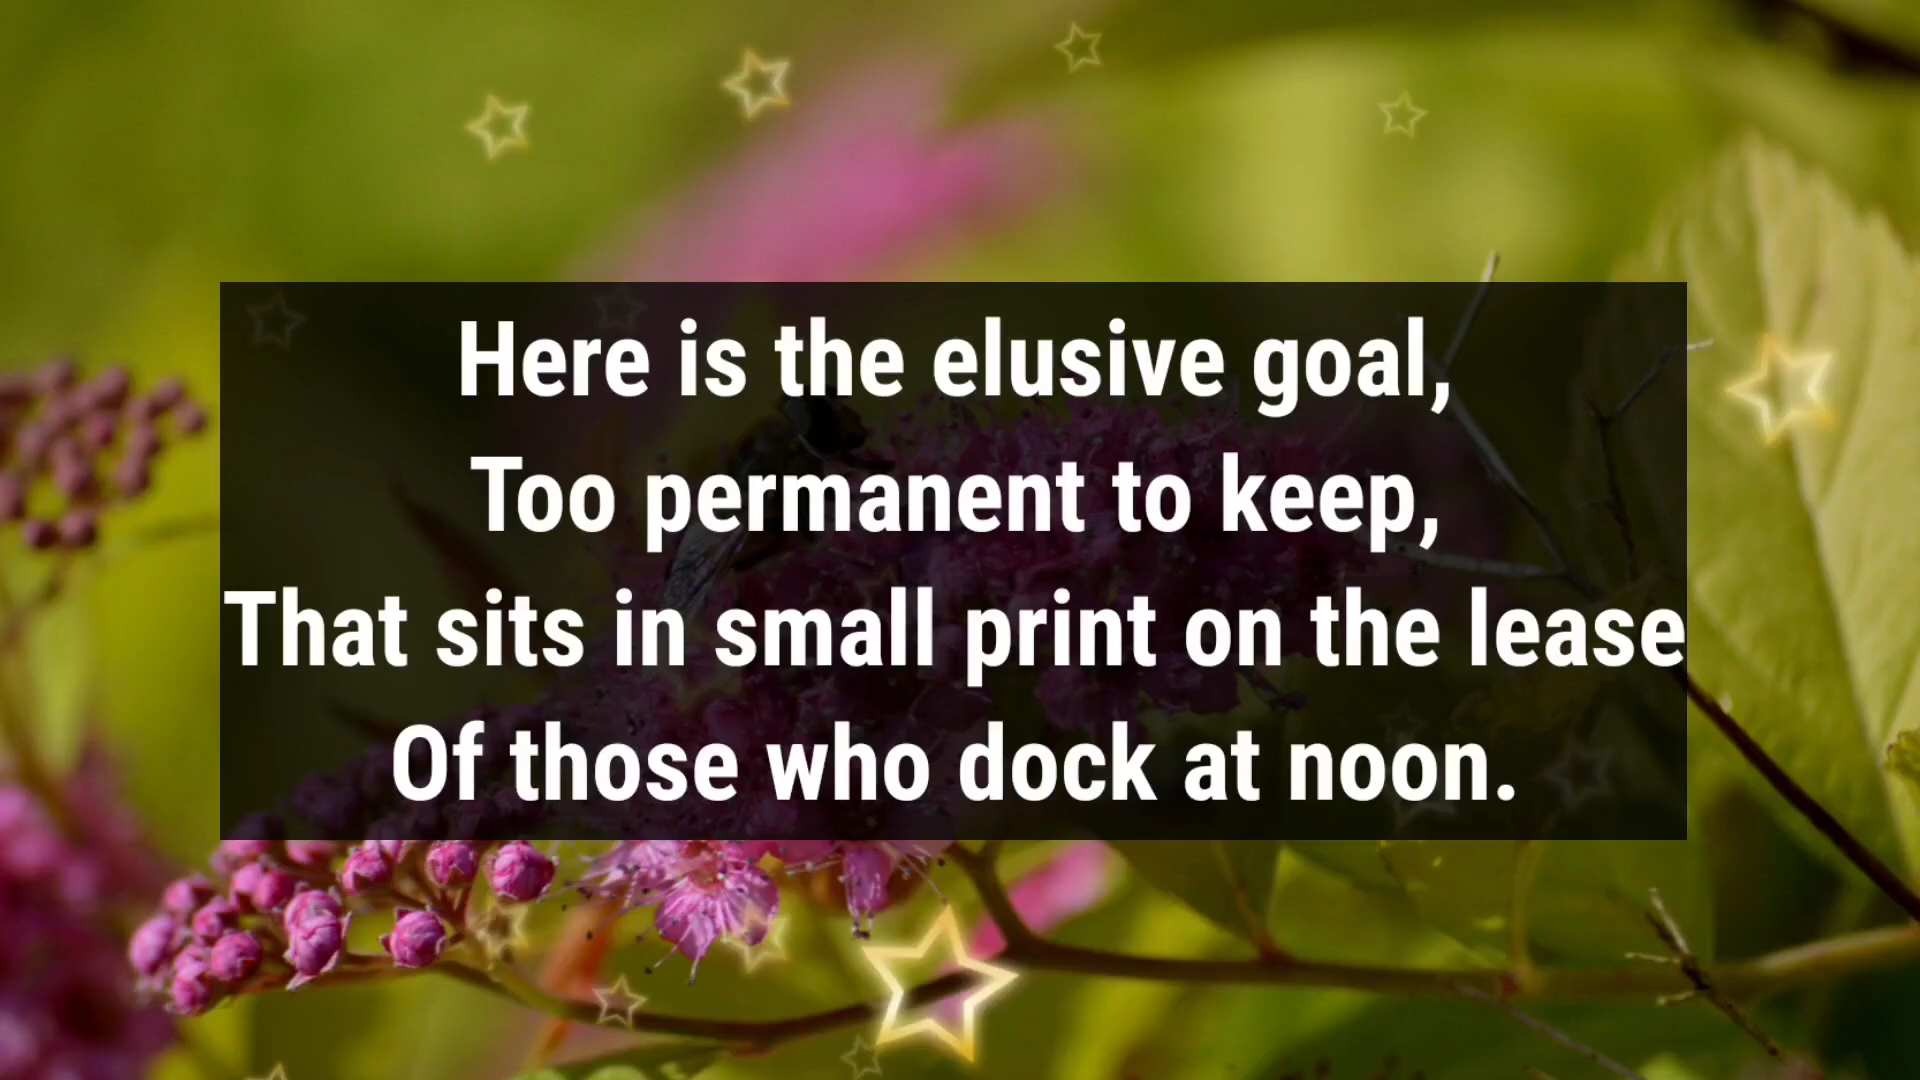 Here is the elusive goal,
Too permanent to keep,
That sits in small print on the lease
Of those who dock at noon.